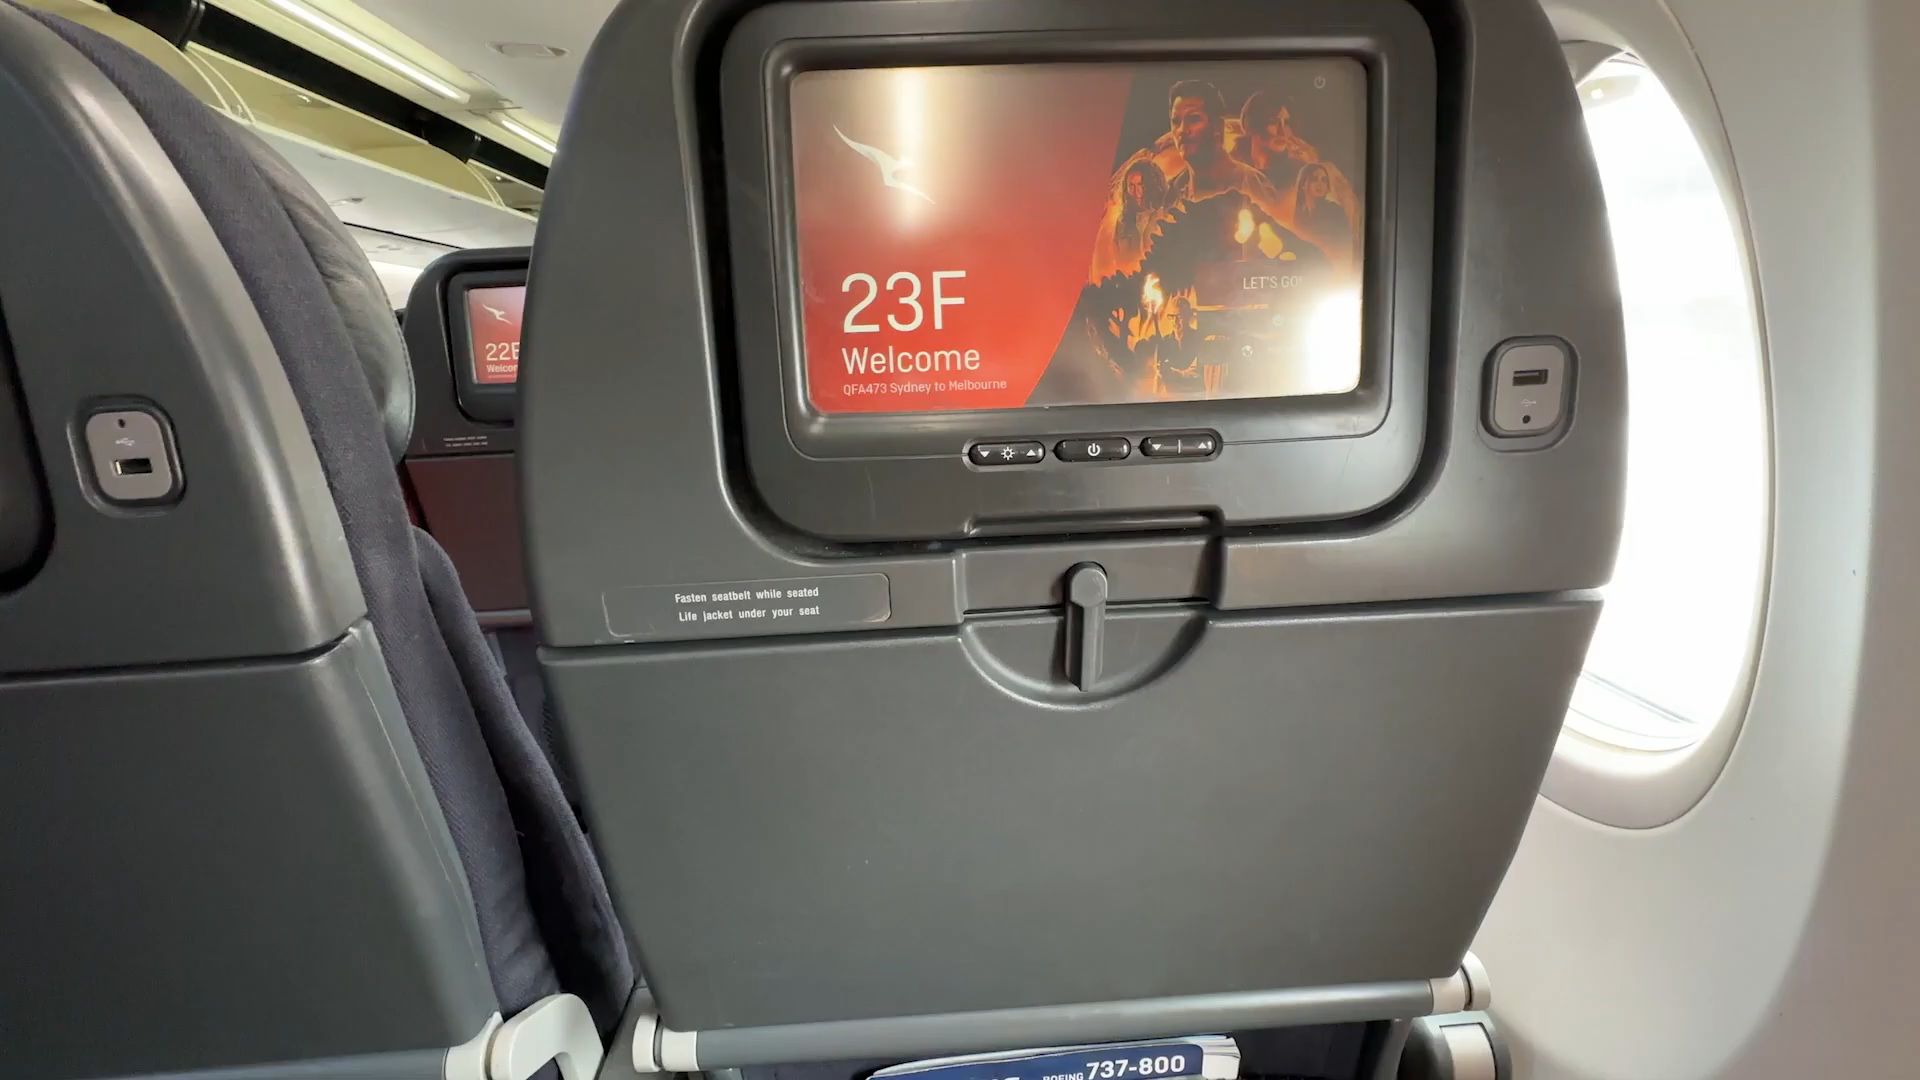 23F
Welcome
QFA473 Sydney to Melbourne
LET'S GO!
22E
Welcom
Fasten seatbelt while seated
Life jacket under your seat
BOEING 737-800